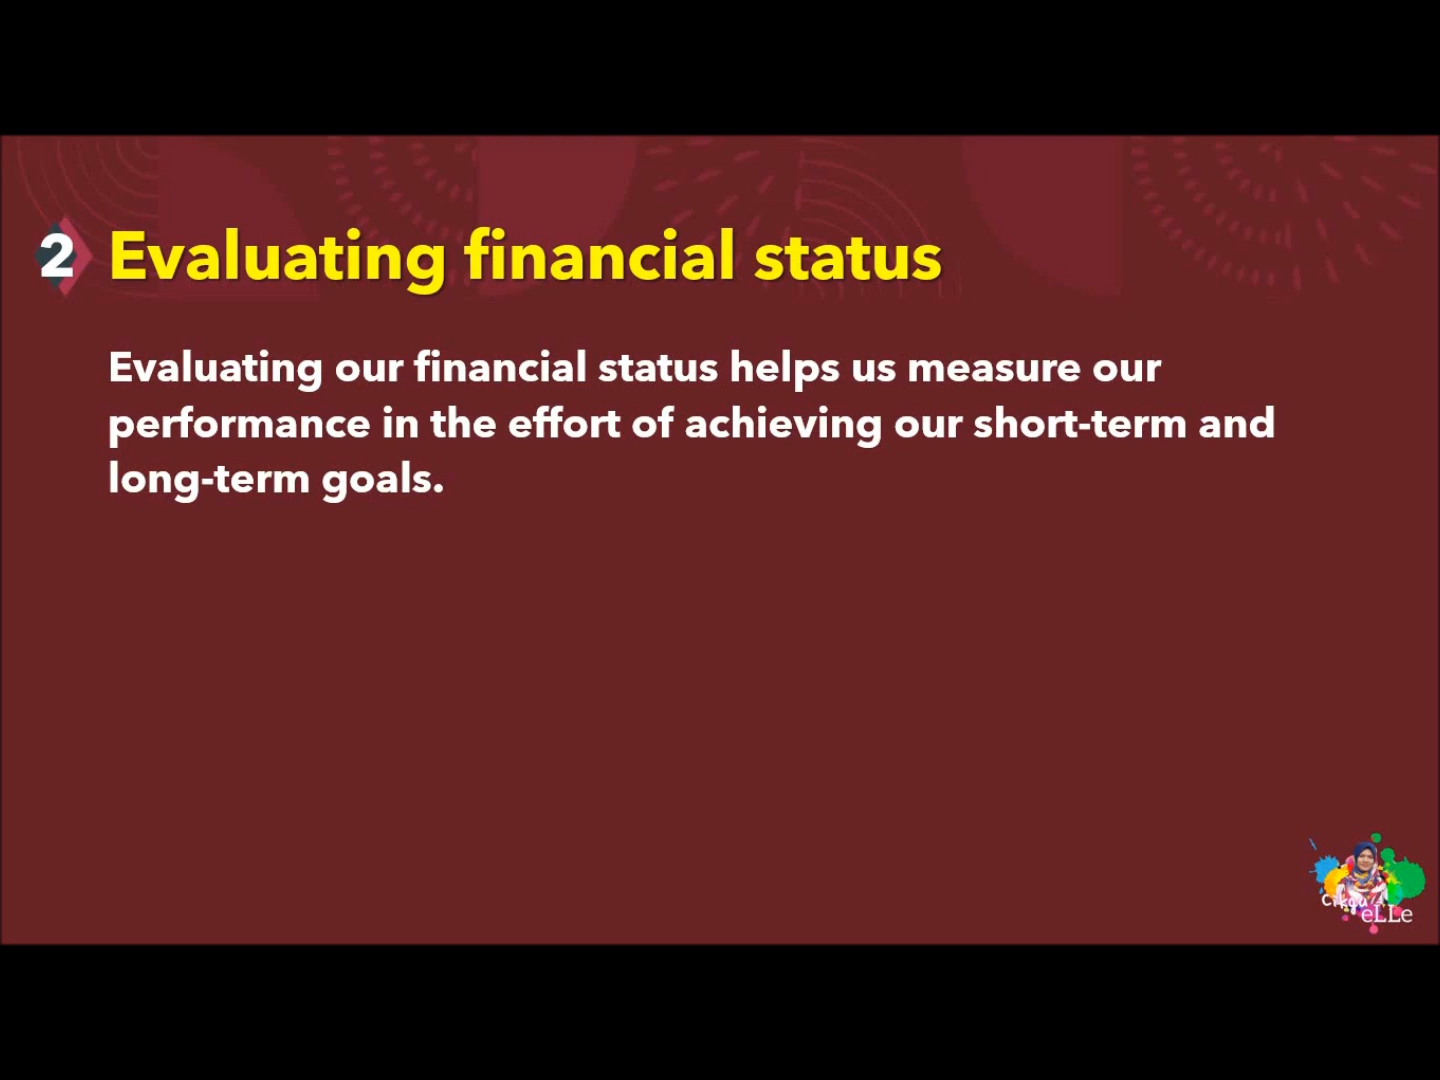 2 Evaluating financial status
Evaluating our financial status helps us measure our
performance in the effort of achieving our short-term and
long-term goals.
Cikgu
eLLe